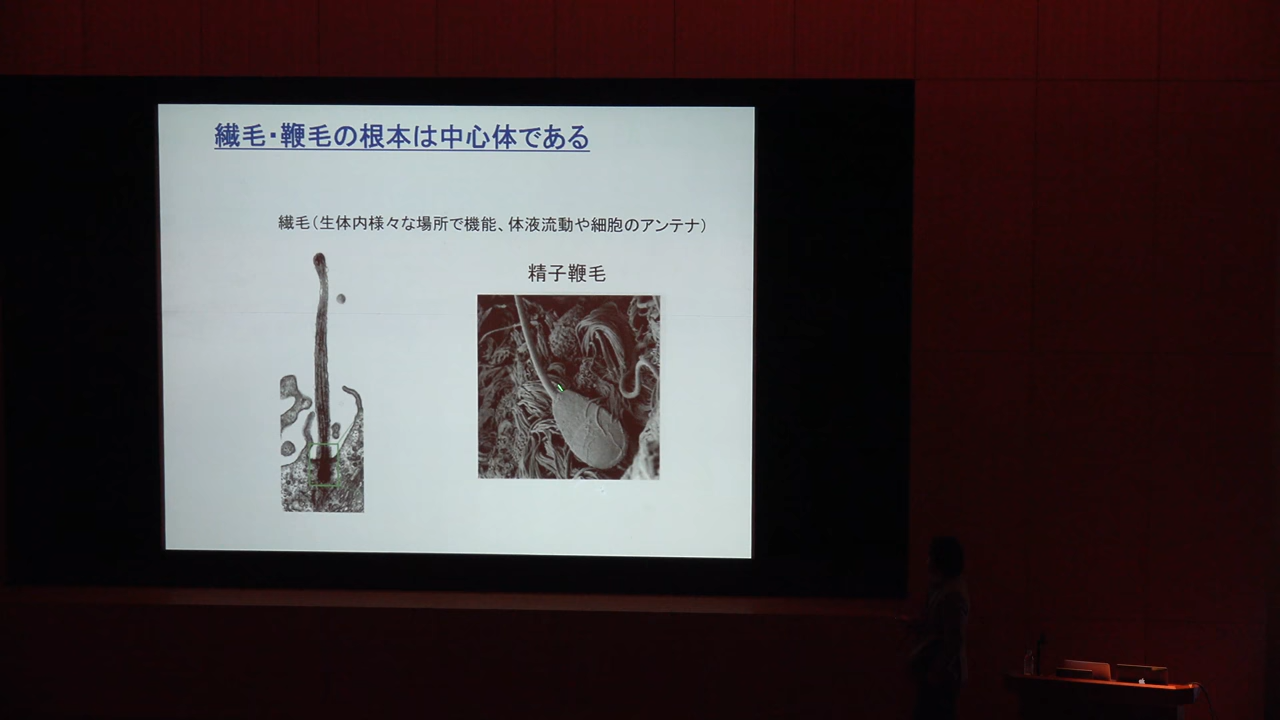 繊毛・鞭毛の根本は中心体である
繊毛（生体内様々な場所で機能、体液流動や細胞のアンテナ）
精子鞭毛